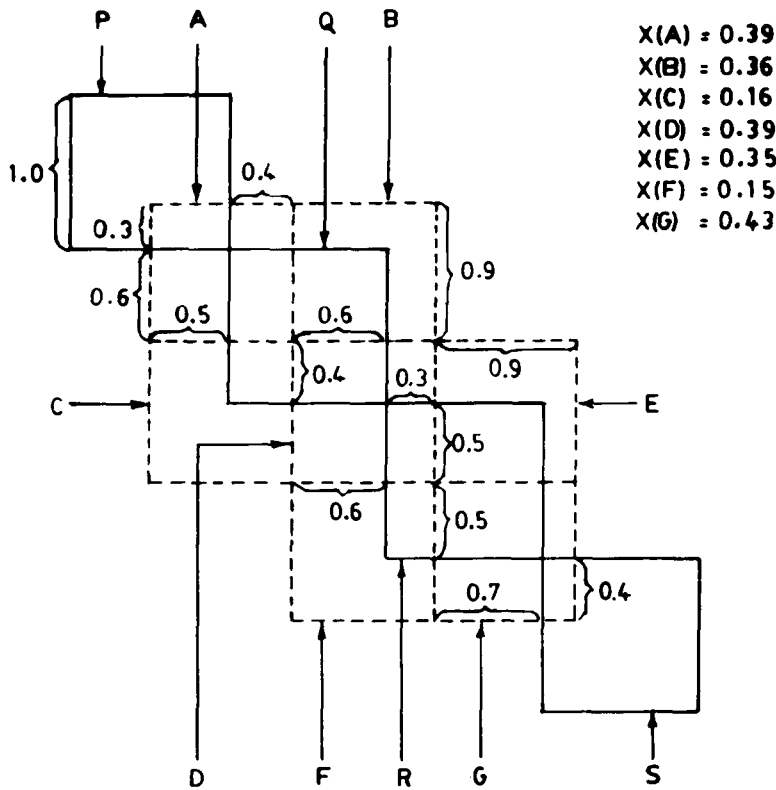 P A Q B
X(A) = 0.39
X(B) = 0.36
X(C) = 0.16
X(D) = 0.39
X(E) = 0.35
X(F) = 0.15
X(G) = 0.43
1.0
0.4
0.3
0.9
0.6
0.5 0.6
0.4 0.9
C 0.3 E
0.5
0.6 0.5
0.7 0.4
D F R G S